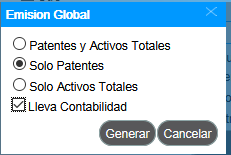 Emision Global
Patentes y Activos Totales
Solo Patentes
Solo Activos Totales
Lleva Contabilidad
Generar Cancelar